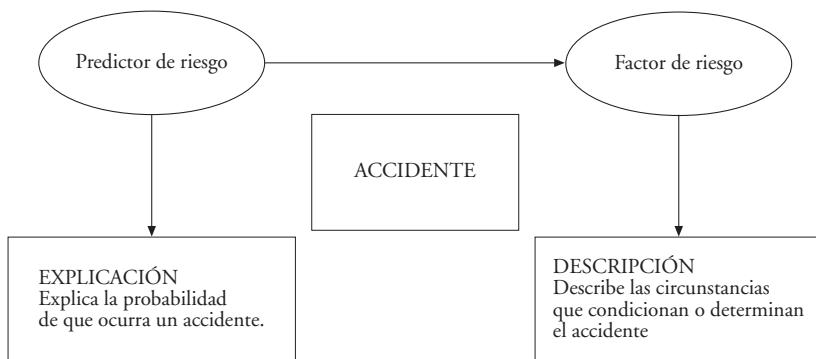 Predictor de riesgo
Factor de riesgo
ACCIDENTE
EXPLICACIÓN
Explica la probabilidad
de que ocurra un accidente.
DESCRIPCIÓN
Describe las circunstancias
que condicionan o determinan
el accidente